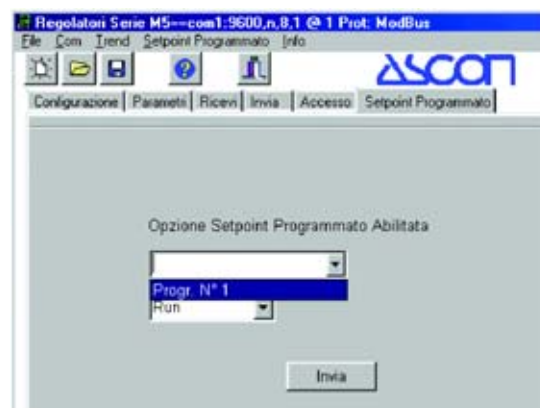 Regolatori Serie M5--com1:9600,n,8,1 @ 1 Prot: ModBus
File Com Trend Setpoint Programmato Info
ASCON
Configurazione Parametri Ricevi Invia Accesso Setpoint Programmato
Opzione Setpoint Programmato Abilitata
Progr. N° 1
Run
Invia